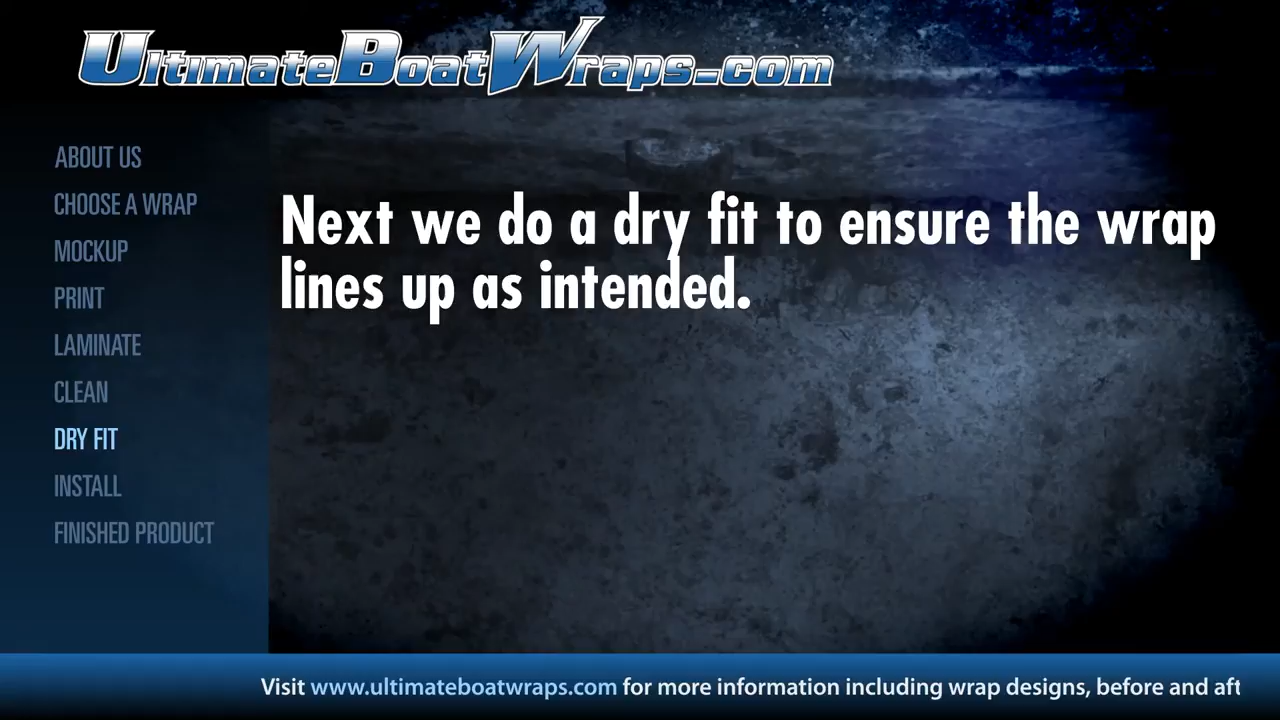 UltimateBoatWraps.com
ABOUT US
CHOOSE A WRAP
MOCKUP
PRINT
LAMINATE
CLEAN
DRY FIT
INSTALL
FINISHED PRODUCT
Next we do a dry fit to ensure the wrap
lines up as intended.
Visit www.ultimateboatwraps.com for more information including wrap designs, before and aft